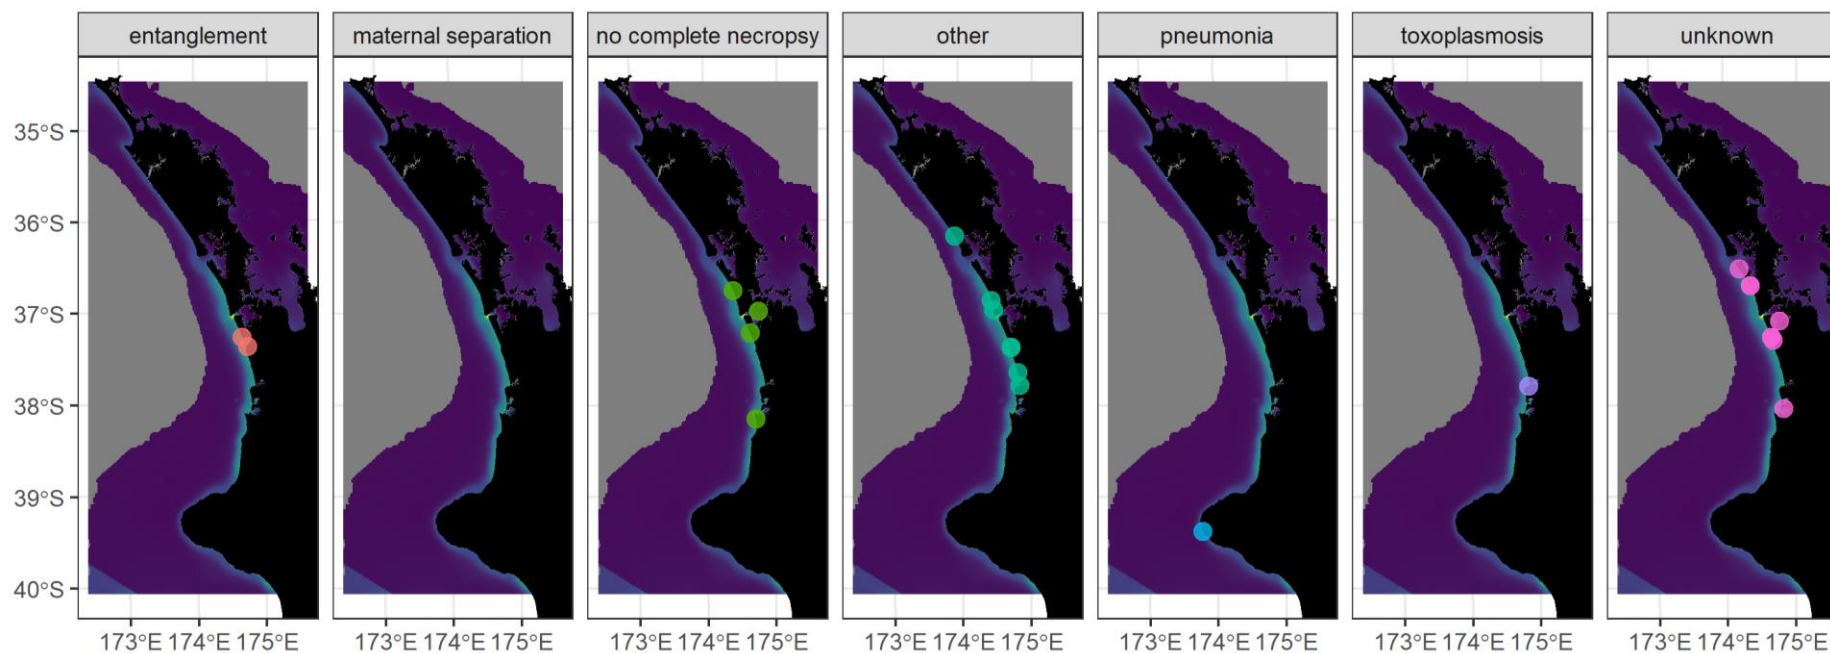 entanglement
maternal separation
no complete necropsy
other
pneumonia
toxoplasmosis
unknown
35°S
36°S
37°S
38°S
39°S
40°S
173°E 174°E 175°E
173°E 174°E 175°E
173°E 174°E 175°E
173°E 174°E 175°E
173°E 174°E 175°E
173°E 174°E 175°E
173°E 174°E 175°E